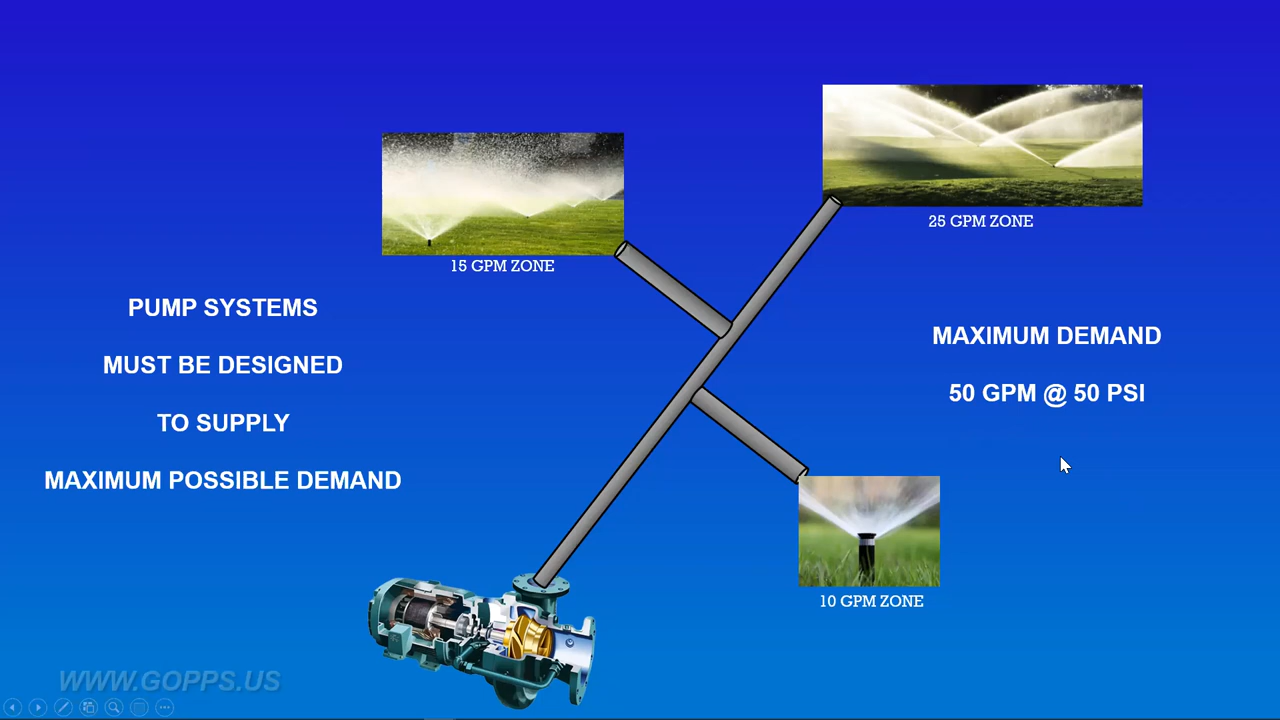 15 GPM ZONE
25 GPM ZONE
PUMP SYSTEMS
MUST BE DESIGNED
TO SUPPLY
MAXIMUM POSSIBLE DEMAND
MAXIMUM DEMAND
50 GPM @ 50 PSI
10 GPM ZONE
WWW.GOPPS.US